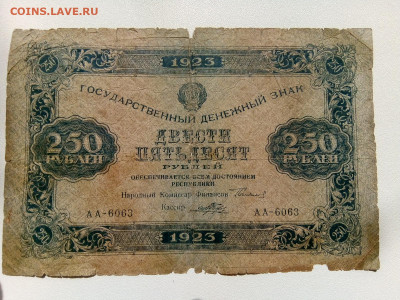 COINS.LAVE.RU
1923
ГОСУДАРСТВЕННЫЙ ДЕНЕЖНЫЙ ЗНАК
250
РУБЛЕЙ
250
РУБЛЕЙ
ДВЕСТИ
ПЯТЬДЕСЯТ
РУБЛЕЙ
ОБЕСПЕЧИВАЕТСЯ ВСЕМ ДОСТОЯНИЕМ
РЕСПУБЛИКИ.
Народный Комиссар Финансов
Кассир
АА-6063
АА-6063
1923